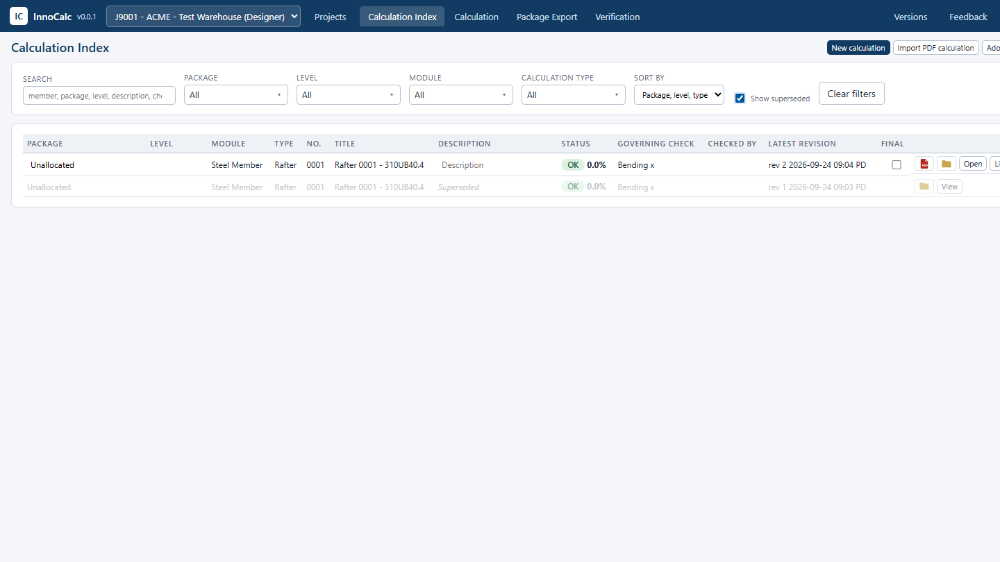 IC InnoCalc v0.0.1 J9001 - ACME - Test Warehouse (Designer) Projects Calculation Index Calculation Package Export Verification Versions Feedback
Calculation Index New calculation Import PDF calculation Ado
SEARCH PACKAGE LEVEL MODULE CALCULATION TYPE SORT BY
member, package, level, description, che All All All All Package, level, type Show superseded Clear filters
PACKAGE LEVEL MODULE TYPE NO. TITLE DESCRIPTION STATUS GOVERNING CHECK CHECKED BY LATEST REVISION FINAL
Unallocated Steel Member Rafter 0001 Rafter 0001 - 310UB40.4 Description OK 0.0% Bending x rev 2 2026-09-24 09:04 PD PDF Open Li
Unallocated Steel Member Rafter 0001 Rafter 0001 - 310UB40.4 Superseded OK 0.0% Bending x rev 1 2026-09-24 09:03 PD View